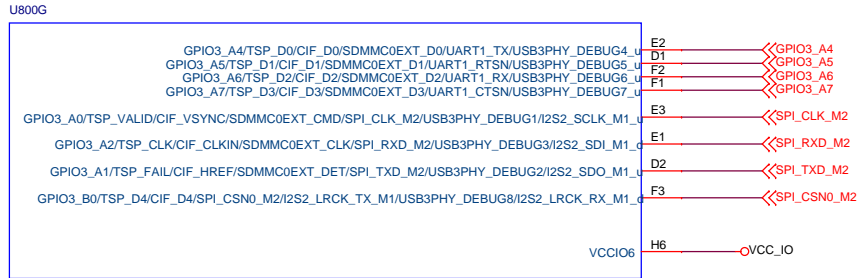 U800G
GPIO3_A4/TSP_D0/CIF_D0/SDMMC0EXT_D0/UART1_TX/USB3PHY_DEBUG4_u E2 GPIO3_A4
GPIO3_A5/TSP_D1/CIF_D1/SDMMC0EXT_D1/UART1_RTSN/USB3PHY_DEBUG5_u D1 GPIO3_A5
GPIO3_A6/TSP_D2/CIF_D2/SDMMC0EXT_D2/UART1_RX/USB3PHY_DEBUG6_u F2 GPIO3_A6
GPIO3_A7/TSP_D3/CIF_D3/SDMMC0EXT_D3/UART1_CTSN/USB3PHY_DEBUG7_u F1 GPIO3_A7
GPIO3_A0/TSP_VALID/CIF_VSYNC/SDMMC0EXT_CMD/SPI_CLK_M2/USB3PHY_DEBUG1/I2S2_SCLK_M1_u E3 SPI_CLK_M2
GPIO3_A2/TSP_CLK/CIF_CLKIN/SDMMC0EXT_CLK/SPI_RXD_M2/USB3PHY_DEBUG3/I2S2_SDI_M1_d E1 SPI_RXD_M2
GPIO3_A1/TSP_FAIL/CIF_HREF/SDMMC0EXT_DET/SPI_TXD_M2/USB3PHY_DEBUG2/I2S2_SDO_M1_u D2 SPI_TXD_M2
GPIO3_B0/TSP_D4/CIF_D4/SPI_CSN0_M2/I2S2_LRCK_TX_M1/USB3PHY_DEBUG8/I2S2_LRCK_RX_M1_d F3 SPI_CSN0_M2
VCCIO6 H6 VCC_IO